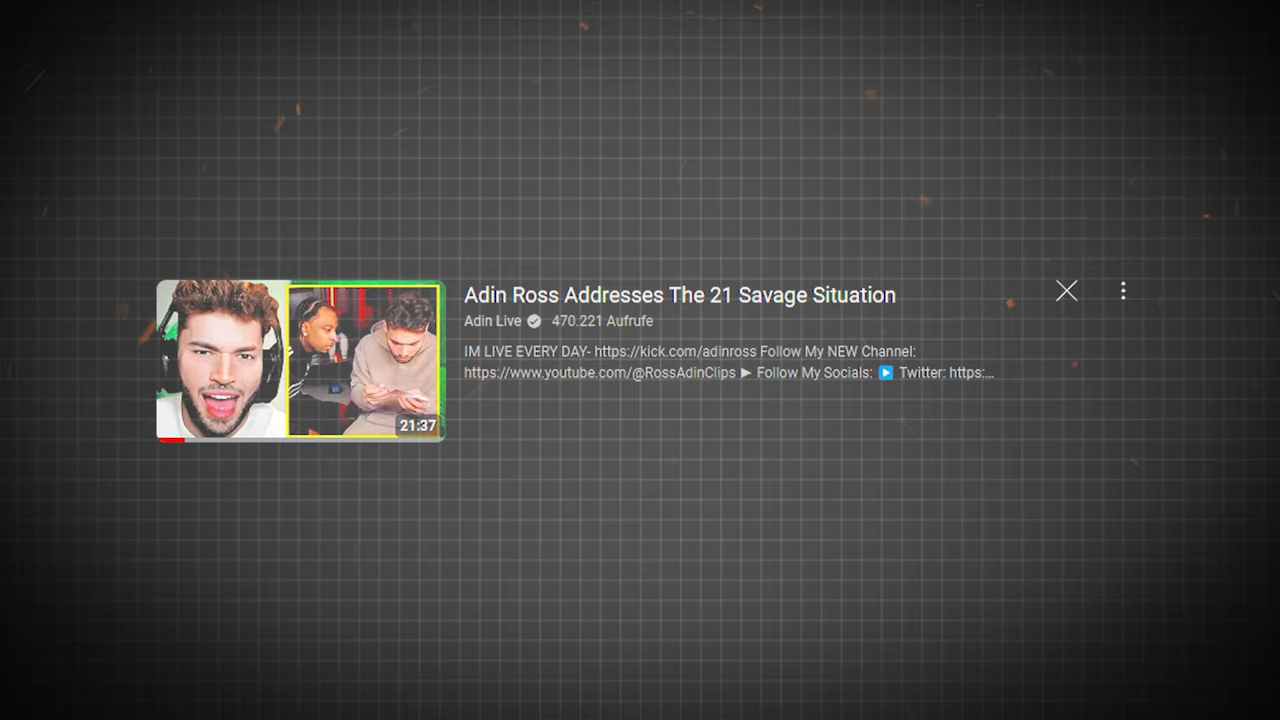 Adin Ross Addresses The 21 Savage Situation
Adin Live 470.221 Aufrufe
IM LIVE EVERY DAY- https://kick.com/adinross Follow My NEW Channel:
https://www.youtube.com/@RossAdinClips ► Follow My Socials: ▶️ Twitter: https:...
21:37